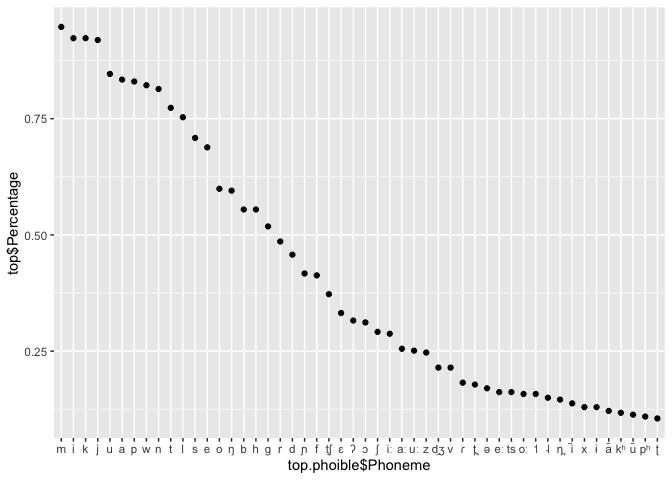 top$Percentage
0.75
0.50
0.25
m i k j u a p w n t l s e o ŋ b h ɡ r d ɲ f tʃ ɛ ʔ ɔ ʃ iː aː uː z dʒ v ɾ t̪ ə eː ts oː ˥ ˨ n̪ ĩ x ɨ ã kʰ ũ pʰ ʈ
top.phoible$Phoneme